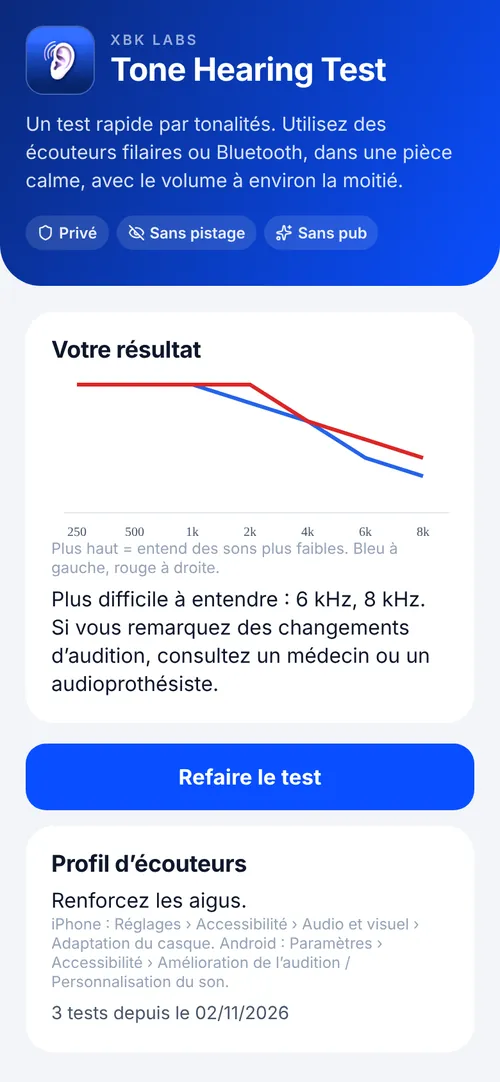 XBK LABS
Tone Hearing Test
Un test rapide par tonalités. Utilisez des
écouteurs filaires ou Bluetooth, dans une pièce
calme, avec le volume à environ la moitié.
Privé
Sans pistage
Sans pub
Votre résultat
250 500 1k 2k 4k 6k 8k
Plus haut = entend des sons plus faibles. Bleu à
gauche, rouge à droite.
Plus difficile à entendre : 6 kHz, 8 kHz.
Si vous remarquez des changements
d’audition, consultez un médecin ou un
audioprothésiste.
Refaire le test
Profil d’écouteurs
Renforcez les aigus.
iPhone : Réglages › Accessibilité › Audio et visuel ›
Adaptation du casque. Android : Paramètres ›
Accessibilité › Amélioration de l’audition /
Personnalisation du son.
3 tests depuis le 02/11/2026